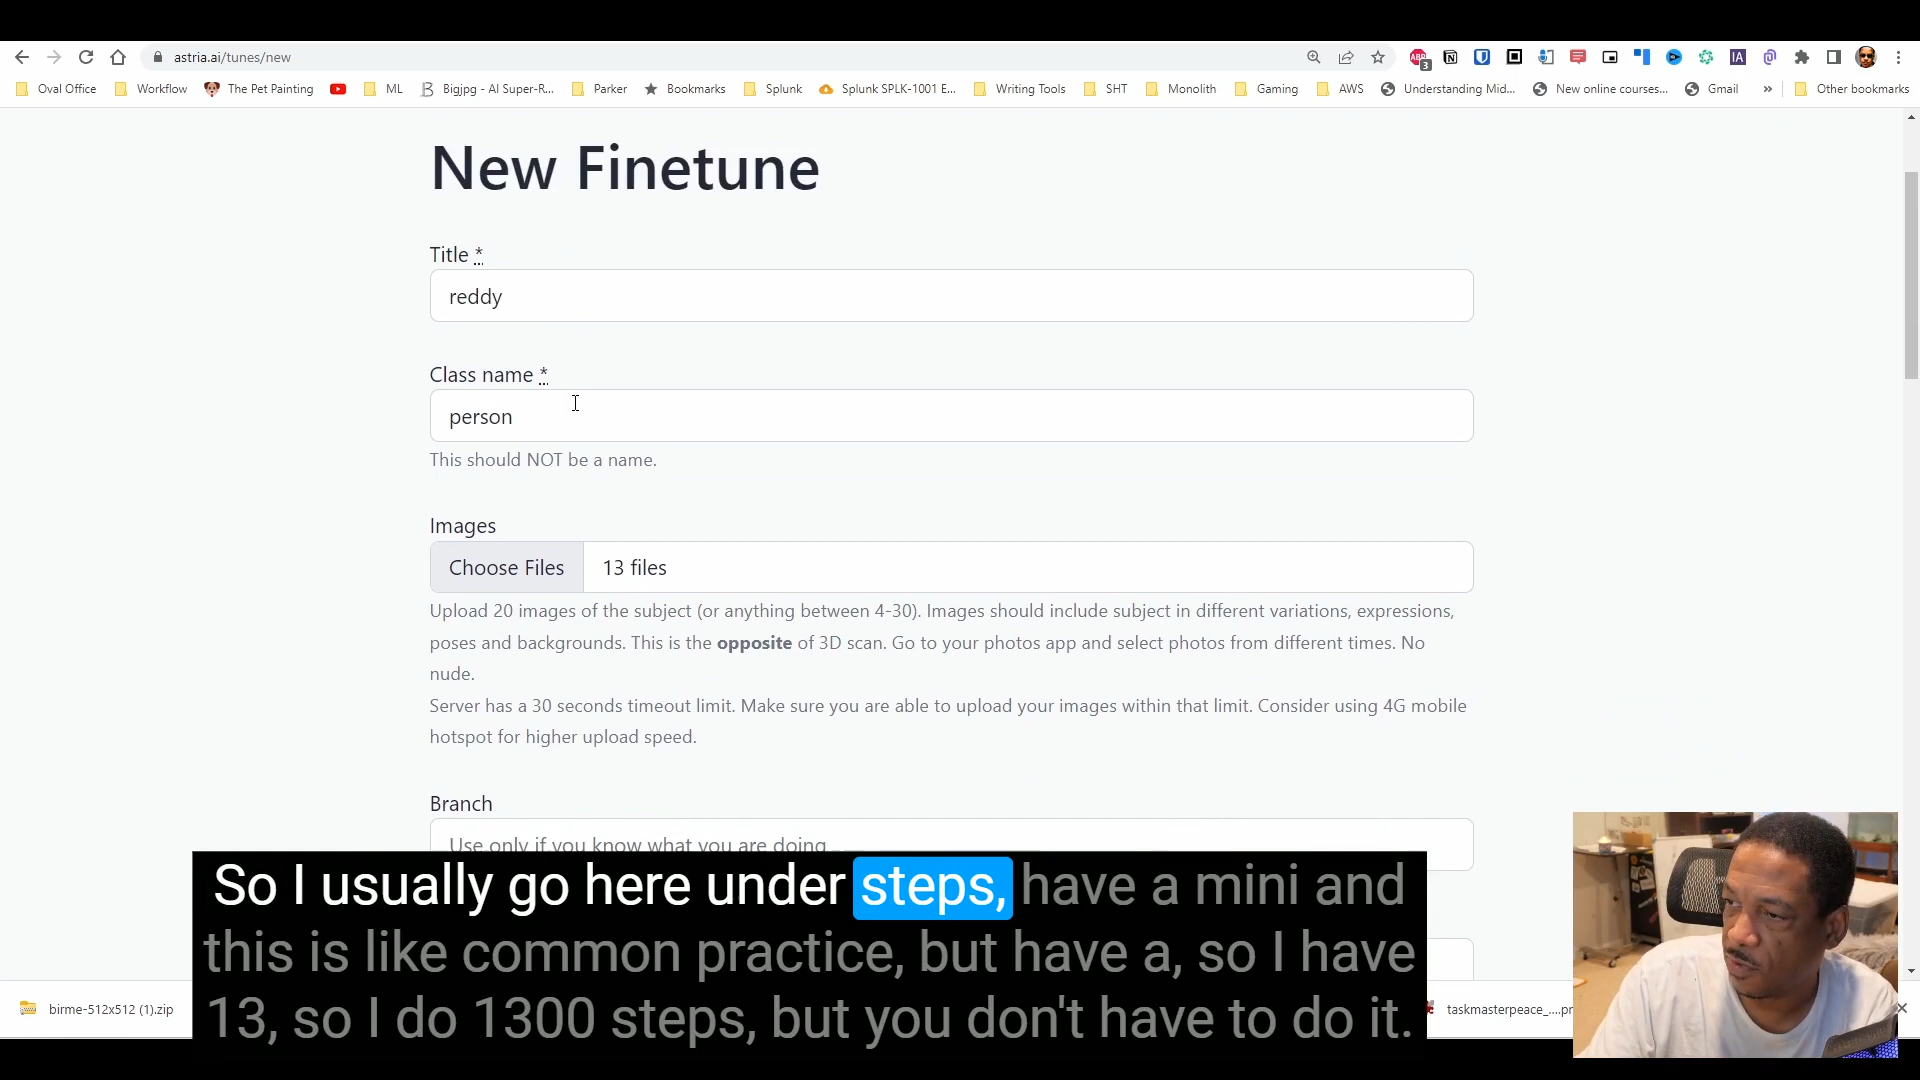 astria.ai/tunes/new
3
IA
Oval Office
Workflow
The Pet Painting
ML
Bigjpg - AI Super-R...
Parker
Bookmarks
Splunk
Splunk SPLK-1001 E...
Writing Tools
SHT
Monolith
Gaming
AWS
Understanding Mid...
New online courses...
Gmail
»
Other bookmarks
New Finetune
Title *
reddy
Class name *
person
This should NOT be a name.
Images
Choose Files 13 files
Upload 20 images of the subject (or anything between 4-30). Images should include subject in different variations, expressions,
poses and backgrounds. This is the opposite of 3D scan. Go to your photos app and select photos from different times. No
nude.
Server has a 30 seconds timeout limit. Make sure you are able to upload your images within that limit. Consider using 4G mobile
hotspot for higher upload speed.
Branch
Use only if you know what you are doing
So I usually go here under steps, have a mini and
this is like common practice, but have a, so I have
13, so I do 1300 steps, but you don't have to do it.
birme-512x512 (1).zip
taskmasterpeace_....pr